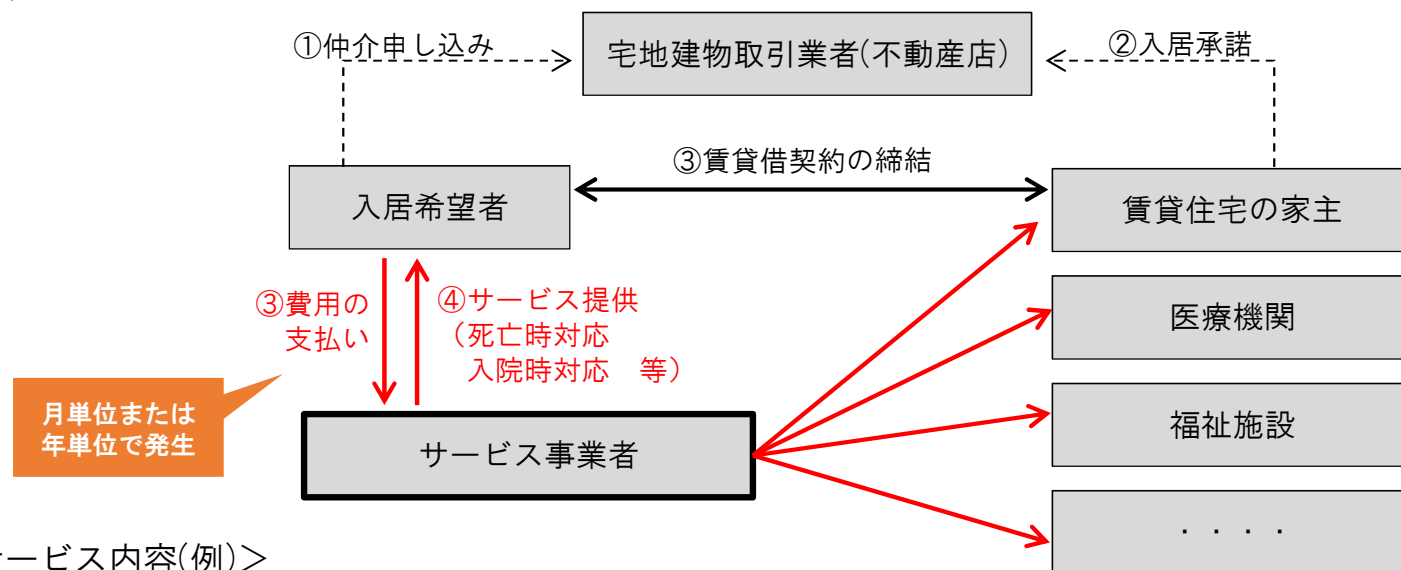 ①仲介申し込み
宅地建物取引業者(不動産店)
②入居承諾
③賃貸借契約の締結
入居希望者
賃貸住宅の家主
③費用の
支払い
④サービス提供
（死亡時対応
入院時対応　等）
医療機関
月単位または
年単位で発生
サービス事業者
福祉施設
・・・・
ービス内容(例)＞